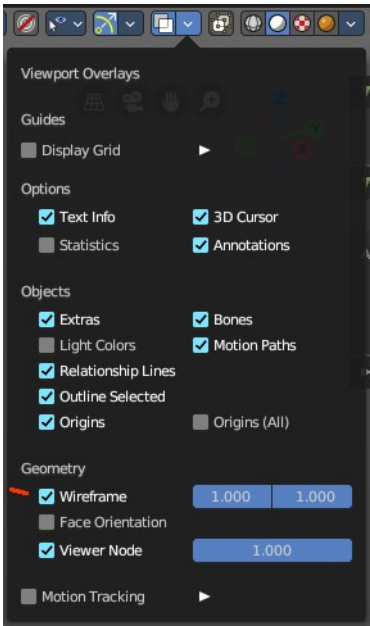 Viewport Overlays
Guides
Display Grid
Options
Text Info 3D Cursor
Statistics Annotations
Objects
Extras Bones
Light Colors Motion Paths
Relationship Lines
Outline Selected
Origins Origins (All)
Geometry
Wireframe 1.000 1.000
Face Orientation
Viewer Node 1.000
Motion Tracking